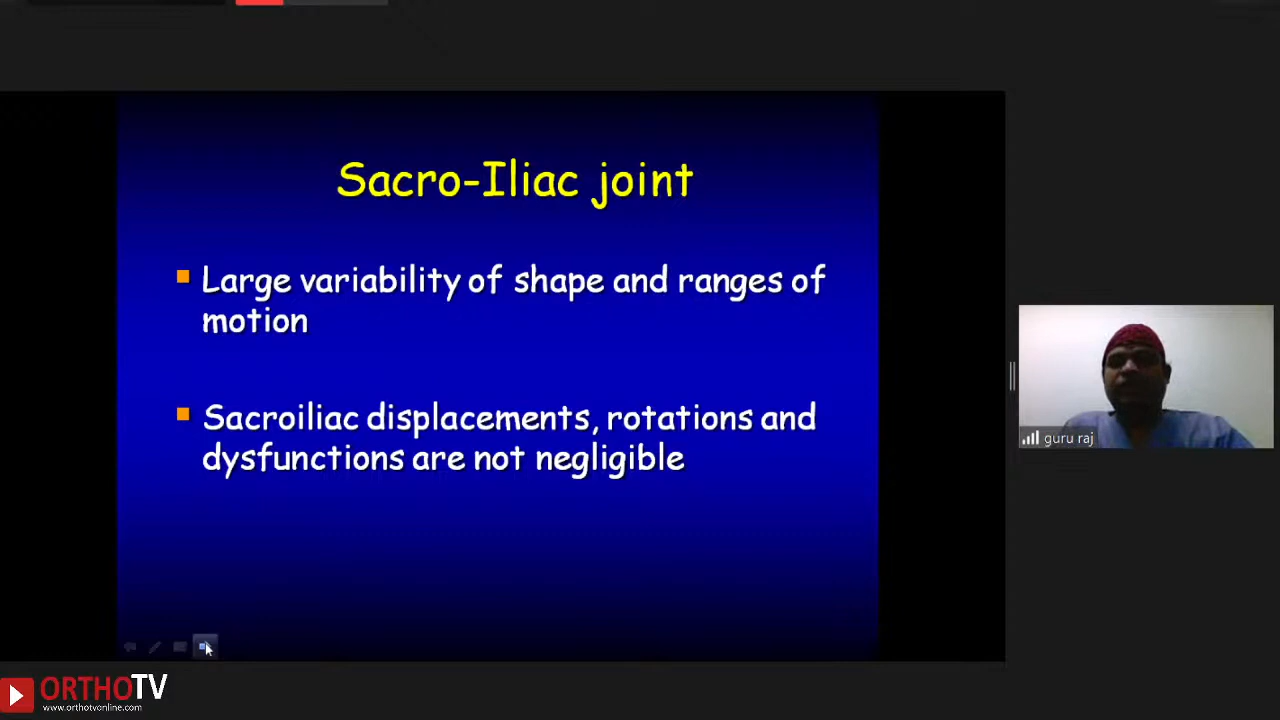 Sacro-Iliac joint
Large variability of shape and ranges of
motion
Sacroiliac displacements, rotations and
dysfunctions are not negligible
guru raj
ORTHOTV
www.orthotvonline.com